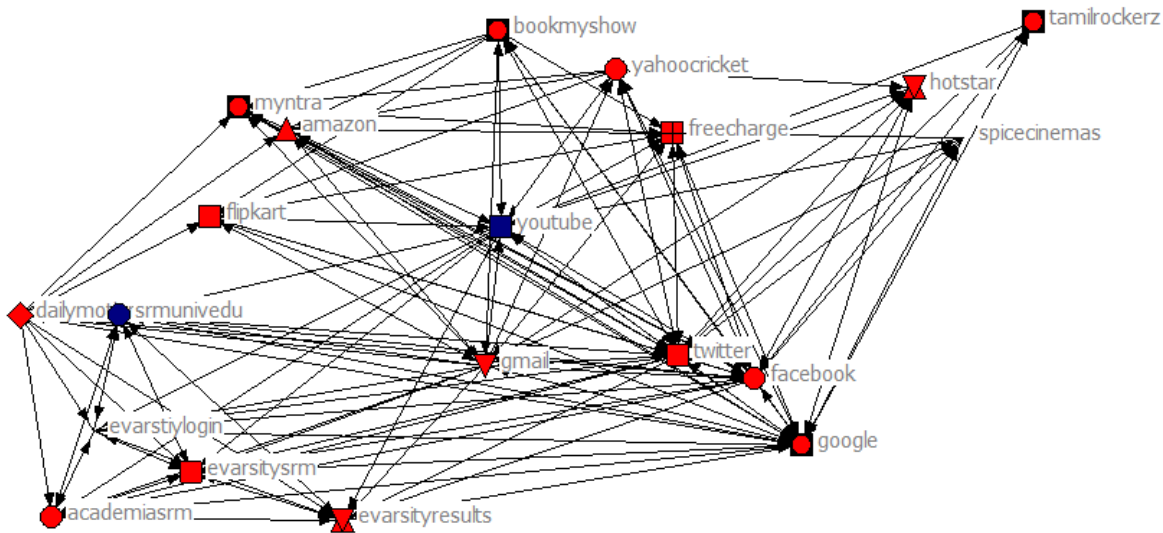 tamilrockerz
bookmyshow
yahoocricket
hotstar
myntra
amazon
freecharge
spicecinemas
flipkart
youtube
dailymotion
srmunivedu
twitter
gmail
facebook
evarstiylogin
google
evarsitysrm
academiasrm
evarsityresults